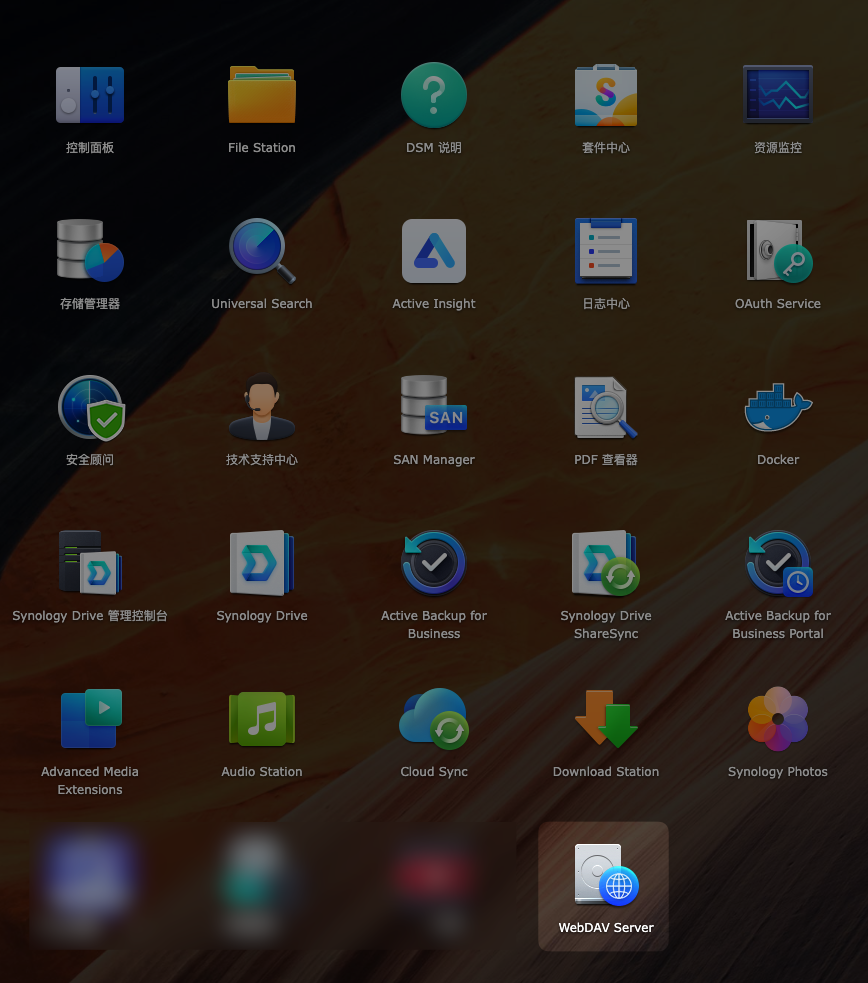 控制面板
File Station
DSM 说明
套件中心
资源监控
存储管理器
Universal Search
Active Insight
日志中心
OAuth Service
安全顾问
技术支持中心
SAN
SAN Manager
PDF 查看器
Docker
Synology Drive 管理控制台
Synology Drive
Active Backup for
Business
Synology Drive
ShareSync
Active Backup for
Business Portal
Advanced Media
Extensions
Audio Station
Cloud Sync
Download Station
Synology Photos
WebDAV Server